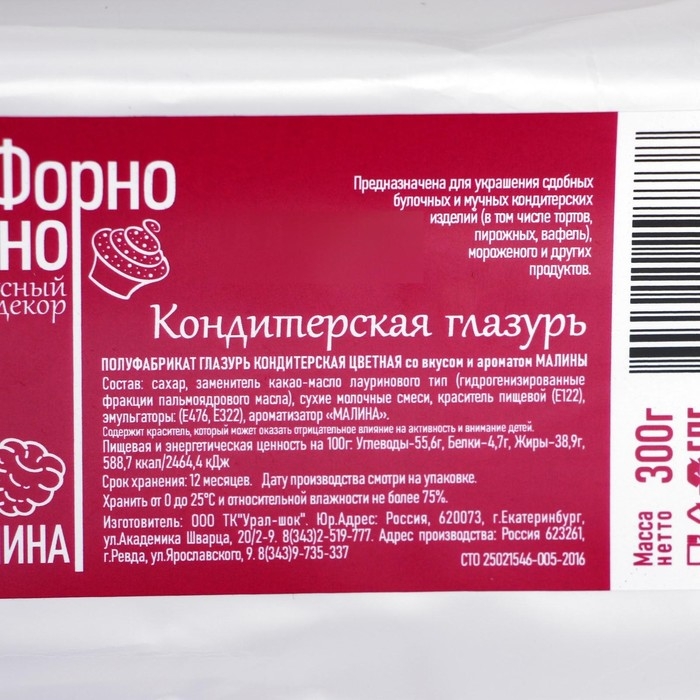 Форно
но
сный
декор
Предназначена для украшения сдобных
булочных и мучных кондитерских
изделий (в том числе тортов,
пирожных, вафель),
мороженого и других
продуктов.
Кондитерская глазурь
ПОЛУФАБРИКАТ ГЛАЗУРЬ КОНДИТЕРСКАЯ ЦВЕТНАЯ со вкусом и ароматом МАЛИНЫ
Состав: сахар, заменитель какао-масло лауринового тип (гидрогенизированные
фракции пальмоядрового масла), сухие молочные смеси, краситель пищевой (Е122),
эмульгаторы: (Е476, Е322), ароматизатор «МАЛИНА».
Содержит краситель, который может оказать отрицательное влияние на активность и внимание детей.
Пищевая и энергетическая ценность на 100г: Углеводы-55,6г, Белки-4,7г, Жиры-38,9г,
588,7 ккал/2464,4 кДж
Срок хранения: 12 месяцев. Дата производства смотри на упаковке.
Хранить от 0 до 25°С и относительной влажности не более 75%.
Изготовитель: ООО ТК"Урал-шок". Юр.Адрес: Россия, 620073, г.Екатеринбург,
ул.Академика Шварца, 20/2-9. 8(343)2-519-777. Адрес производства: Россия 623261,
г.Ревда, ул.Ярославского, 9. 8(343)9-735-337
СТО 25021546-005-2016
ИНА
Масса
нетто
300г